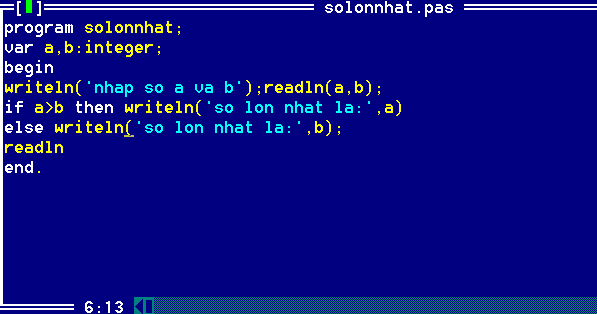 [▮] solonnhat.pas
program solonnhat;
var a,b:integer;
begin
writeln('nhap so a va b');readln(a,b);
if a>b then writeln('so lon nhat la:',a)
else writeln('so lon nhat la:',b);
readln
end.
6:13